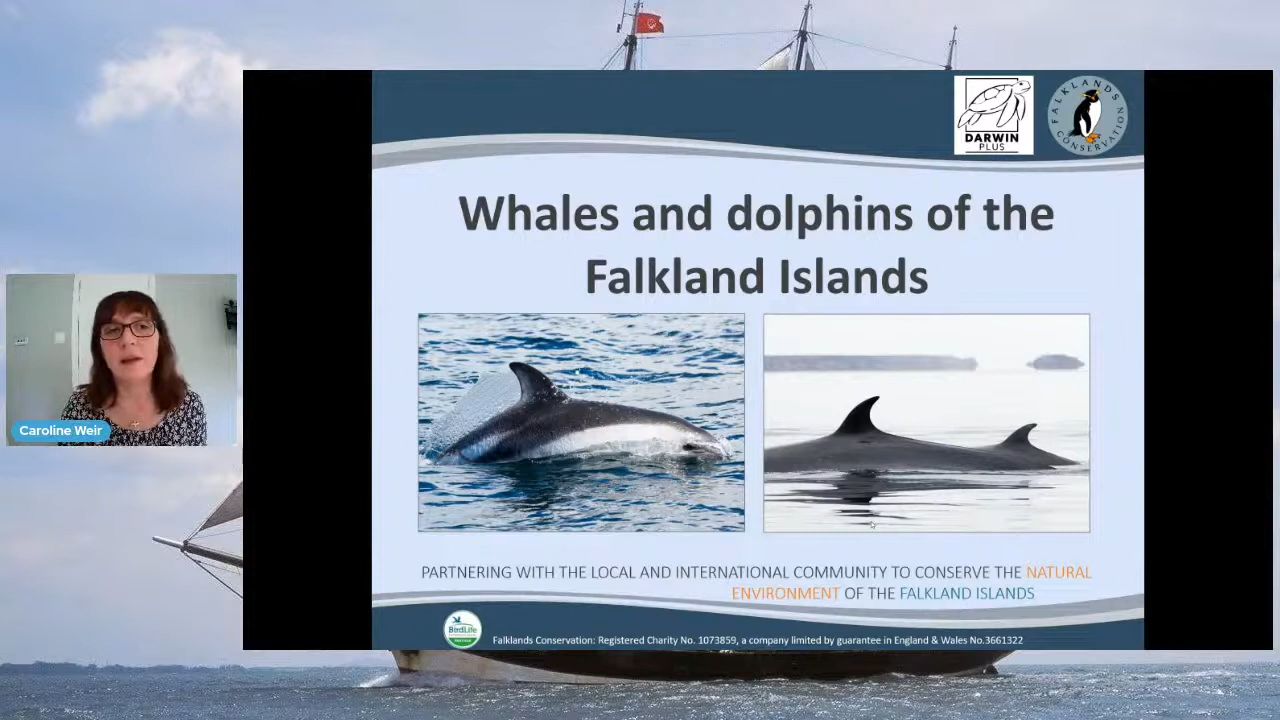 DARWIN
PLUS
FALKLANDS
CONSERVATION
Whales and dolphins of the
Falkland Islands
Caroline Weir
PARTNERING WITH THE LOCAL AND INTERNATIONAL COMMUNITY TO CONSERVE THE NATURAL
ENVIRONMENT OF THE FALKLAND ISLANDS
BirdLife
Falklands Conservation: Registered Charity No. 1073859, a company limited by guarantee in England & Wales No.3661322